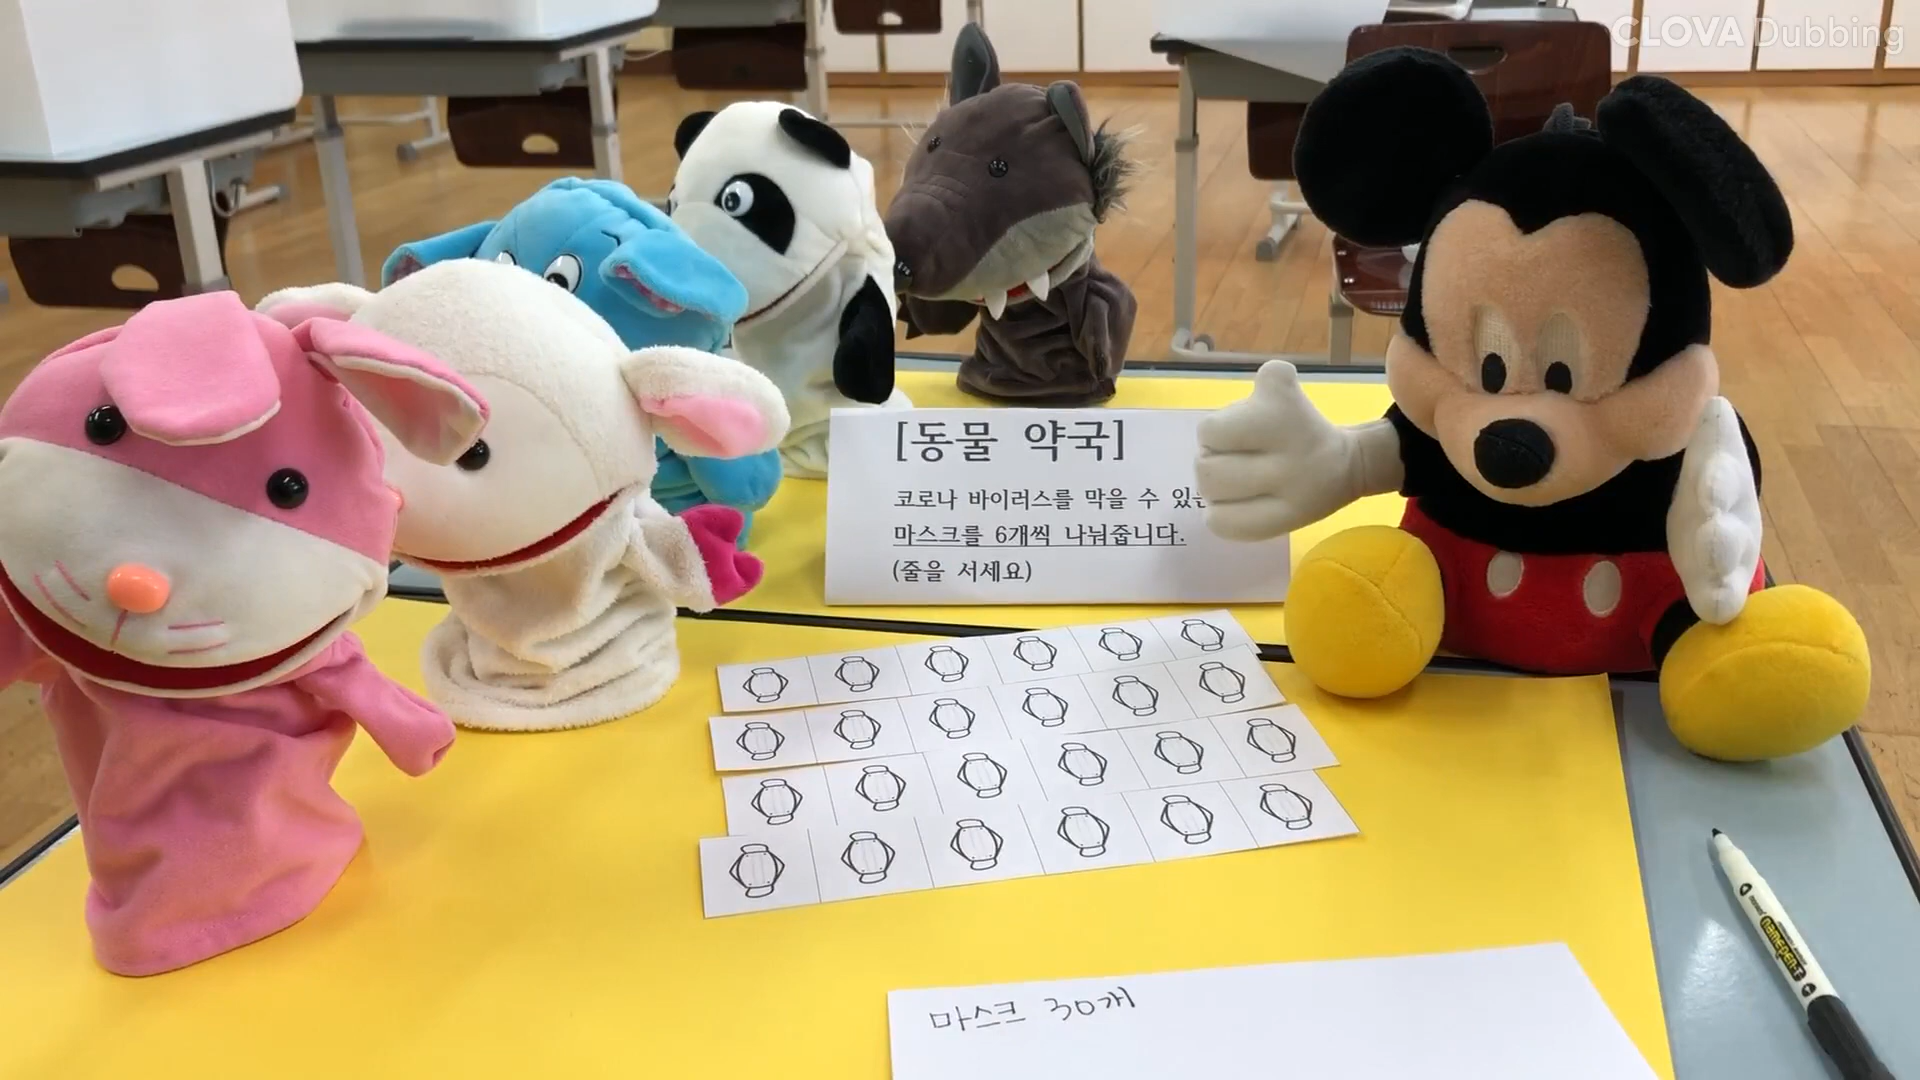 CLOVA Dubbing
[동물 약국]
코로나 바이러스를 막을 수 있는
마스크를 6개씩 나눠줍니다.
(줄을 서세요)
마스크 30개
namepen-T